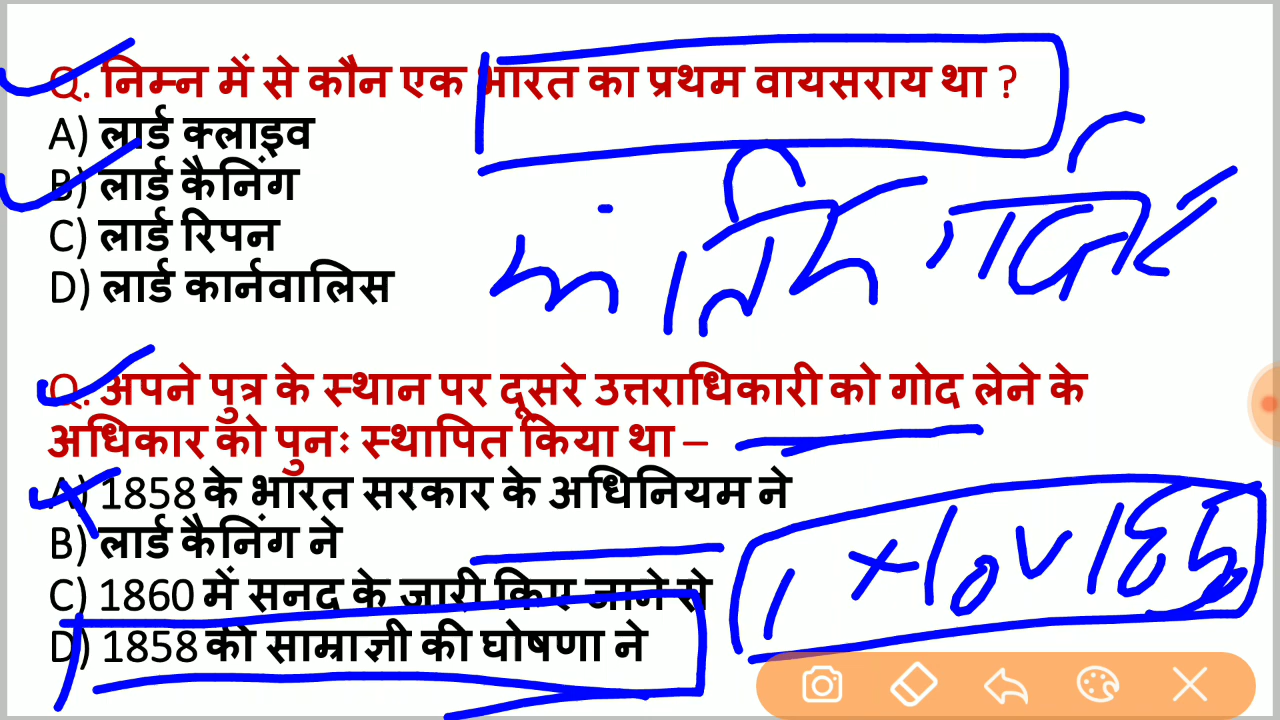 Q. निम्न में से कौन एक भारत का प्रथम वायसराय था ?
A) लार्ड क्लाइव
B) लार्ड कैनिंग
C) लार्ड रिपन
D) लार्ड कार्नवालिस
Q. अपने पुत्र के स्थान पर दूसरे उत्तराधिकारी को गोद लेने के
अधिकार को पुनः स्थापित किया था –
A) 1858 के भारत सरकार के अधिनियम ने
B) लार्ड कैनिंग ने
C) 1860 में सनद के जारी किए जाने से
D) 1858 की साम्राज्ञी की घोषणा ने